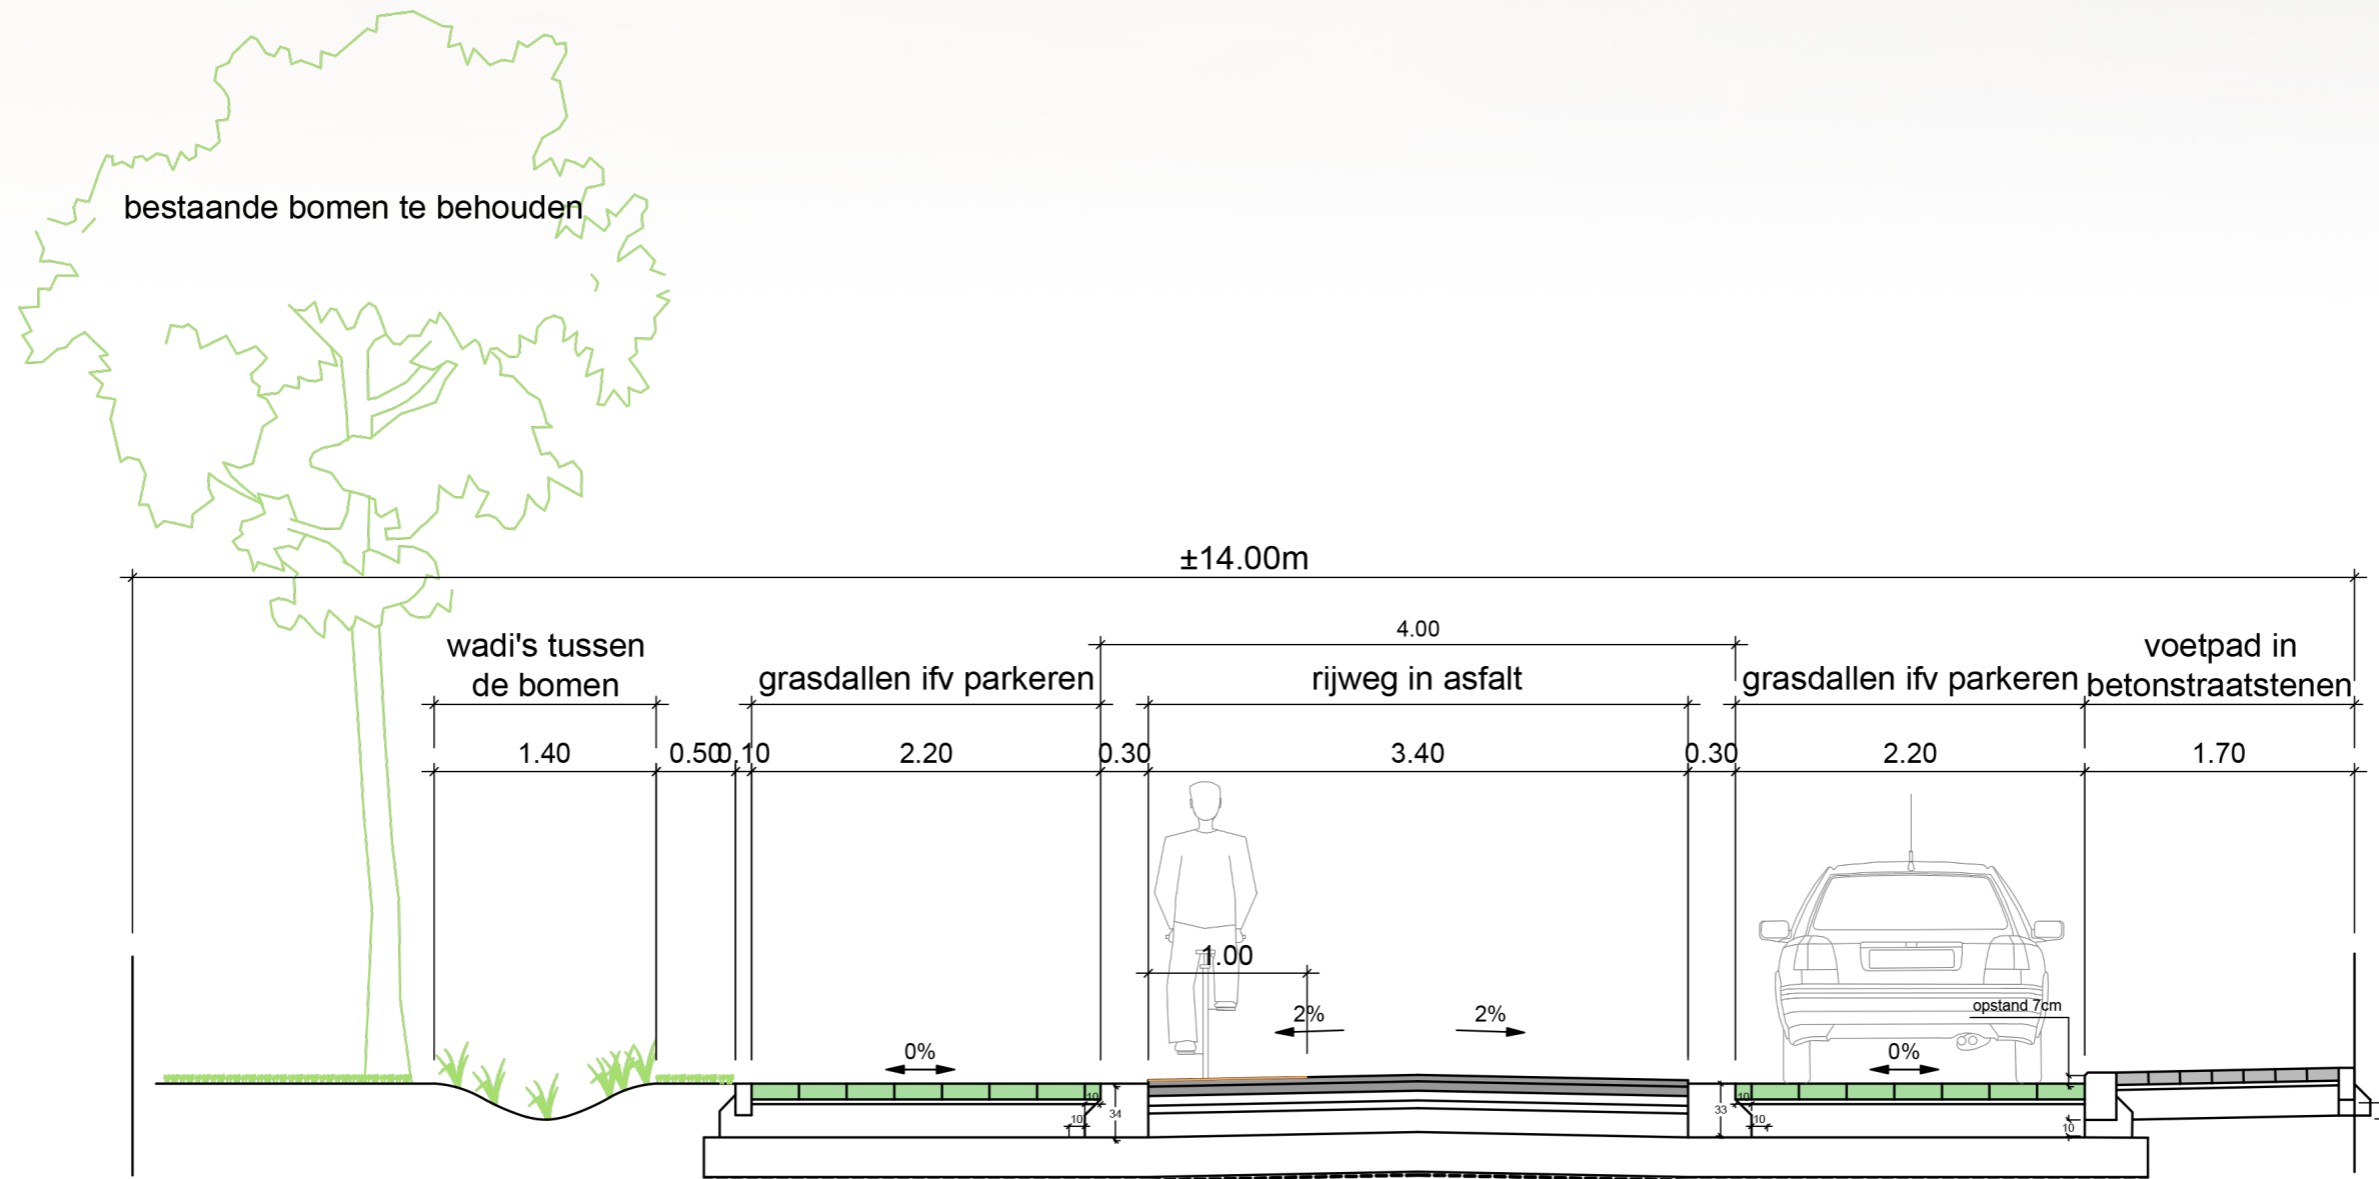 bestaande bomen te behouden
±14.00m
4.00
wadi's tussen
de bomen
grasdallen ifv parkeren
rijweg in asfalt
grasdallen ifv parkeren
voetpad in
betonstraatstenen
1.40
0.50
0.10
2.20
0.30
3.40
0.30
2.20
1.70
1.00
2%
2%
opstand 7cm
0%
0%
10
34
10
10
33
10
10